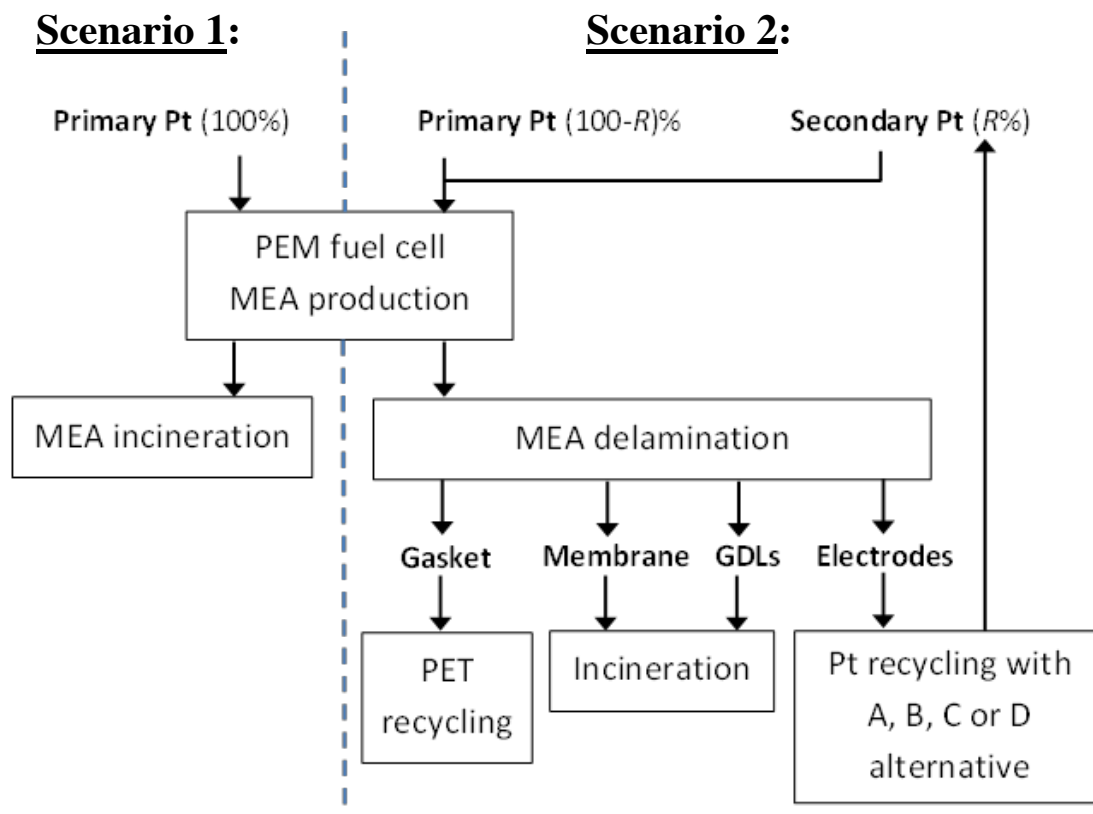 Scenario 1:
Scenario 2:
Primary Pt (100%)
Primary Pt (100-R)%
Secondary Pt (R%)
PEM fuel cell
MEA production
MEA incineration
MEA delamination
Gasket
Membrane
GDLs
Electrodes
PET
recycling
Incineration
Pt recycling with
A, B, C or D
alternative